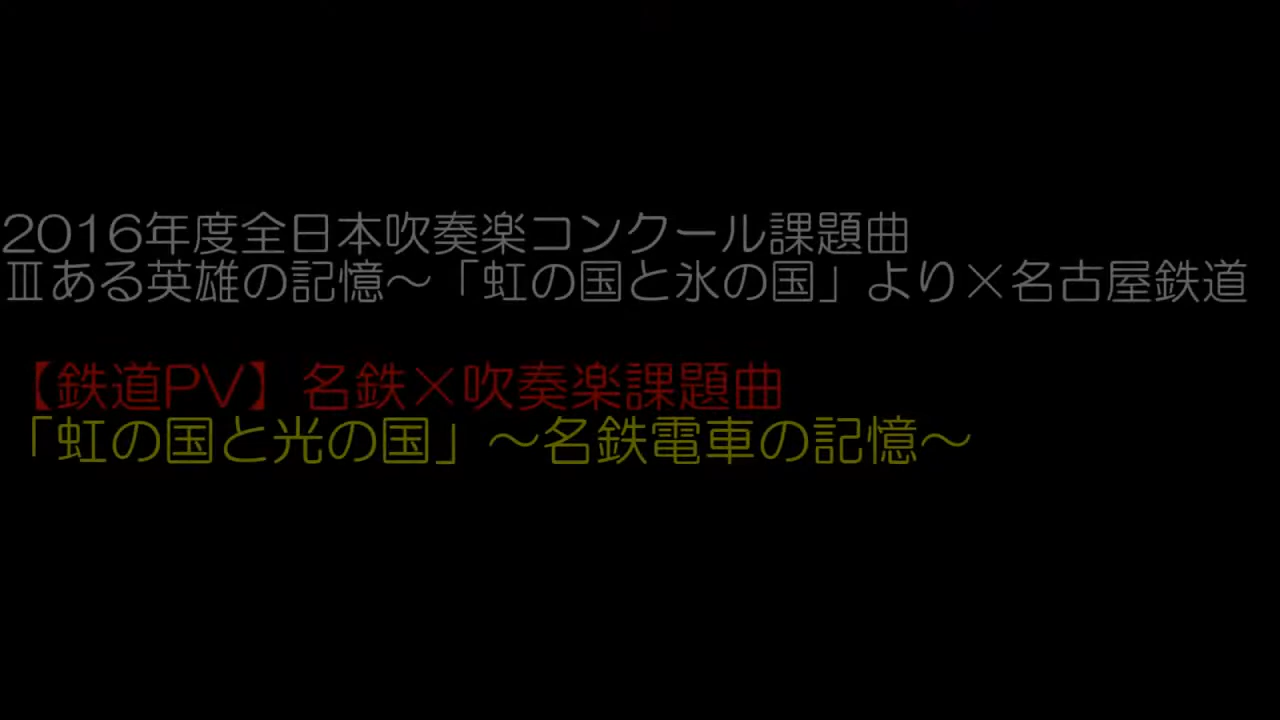 2016年度全日本吹奏楽コンクール課題曲
Ⅲある英雄の記憶～「虹の国と氷の国」より×名古屋鉄道
【鉄道PV】名鉄×吹奏楽課題曲
「虹の国と光の国」～名鉄電車の記憶～